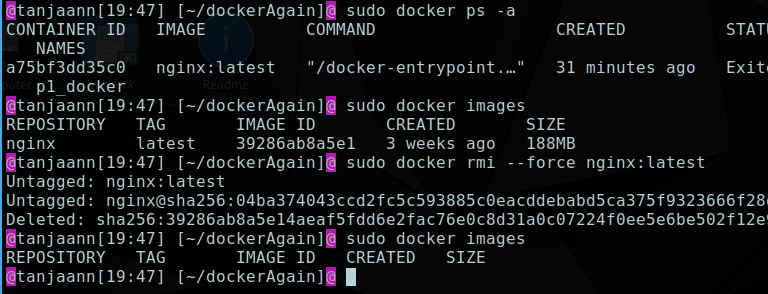 @tanjaann[19:47] [~/dockerAgain]@ sudo docker ps -a
CONTAINER ID   IMAGE          COMMAND                  CREATED          STATU
   NAMES
a75bf3dd35c0   nginx:latest   "/docker-entrypoint.…"   31 minutes ago   Exite
   p1_docker
Readme
@tanjaann[19:47] [~/dockerAgain]@ sudo docker images
REPOSITORY   TAG       IMAGE ID       CREATED       SIZE
nginx        latest    39286ab8a5e1   3 weeks ago   188MB
@tanjaann[19:47] [~/dockerAgain]@ sudo docker rmi --force nginx:latest
Untagged: nginx:latest
Untagged: nginx@sha256:04ba374043ccd2fc5c593885c0eacddebabd5ca375f9323666f28
Deleted: sha256:39286ab8a5e14aeaf5fdd6e2fac76e0c8d31a0c07224f0ee5e6be502f12e9
@tanjaann[19:47] [~/dockerAgain]@ sudo docker images
REPOSITORY   TAG       IMAGE ID   CREATED   SIZE
@tanjaann[19:47] [~/dockerAgain]@